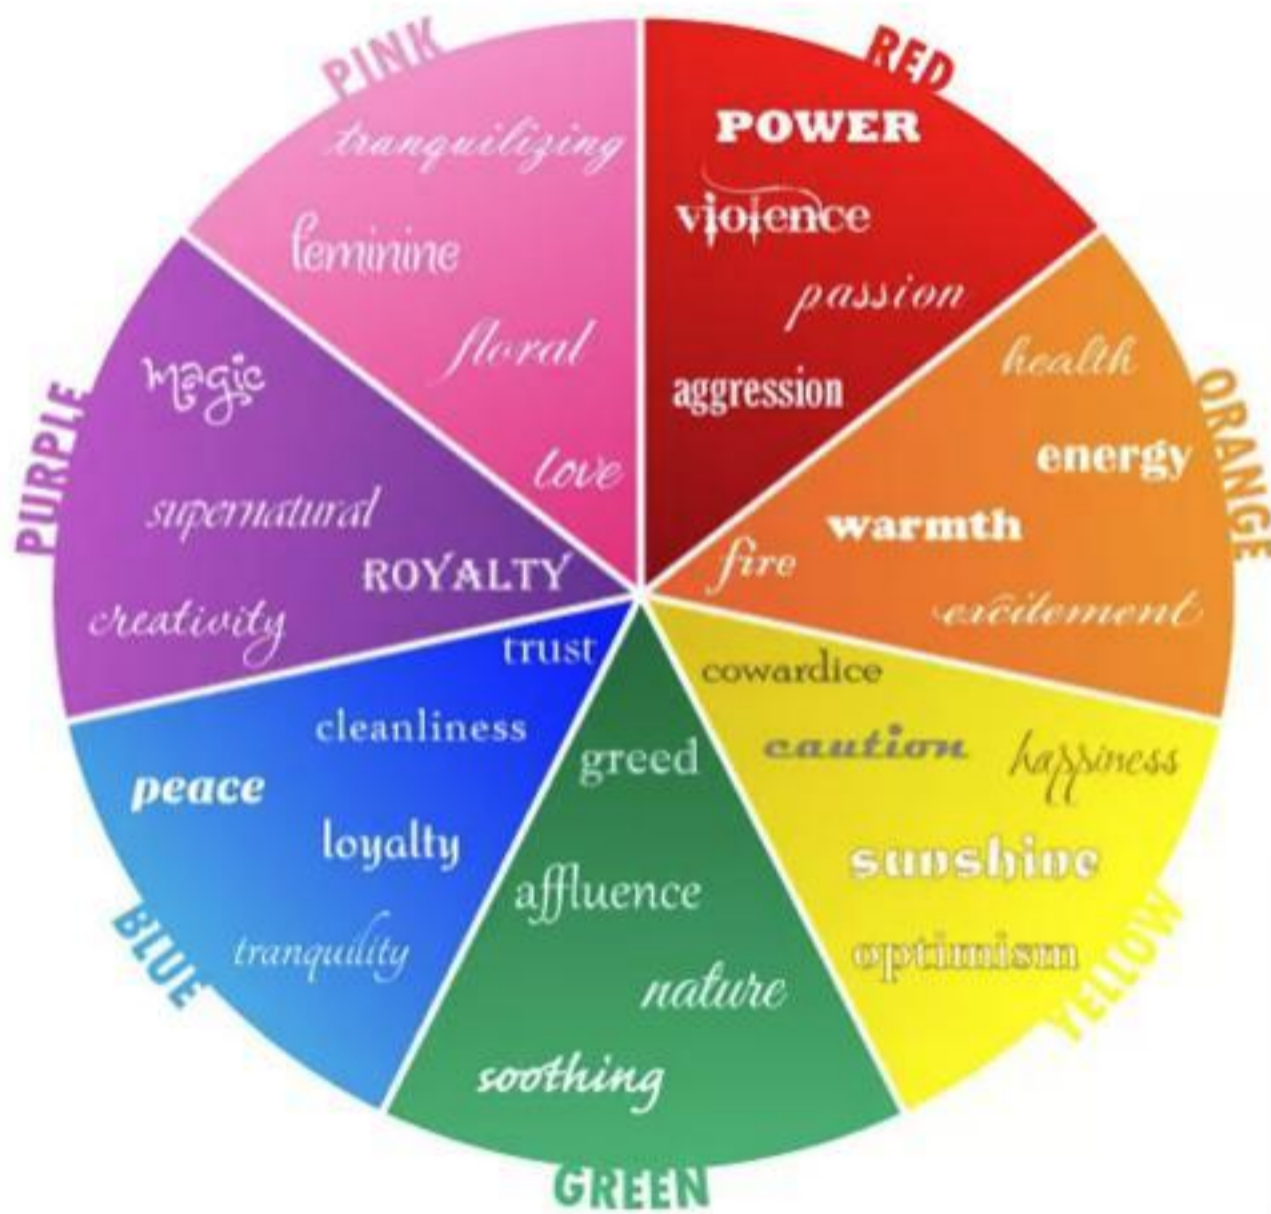 PINK
tranquilizing
feminine
floral
love
RED
POWER
violence
passion
aggression
ORANGE
health
energy
warmth
fire
excitement
YELLOW
cowardice
caution
happiness
sunshine
optimism
GREEN
greed
affluence
nature
soothing
BLUE
trust
cleanliness
peace
loyalty
tranquility
PURPLE
magic
supernatural
ROYALTY
creativity